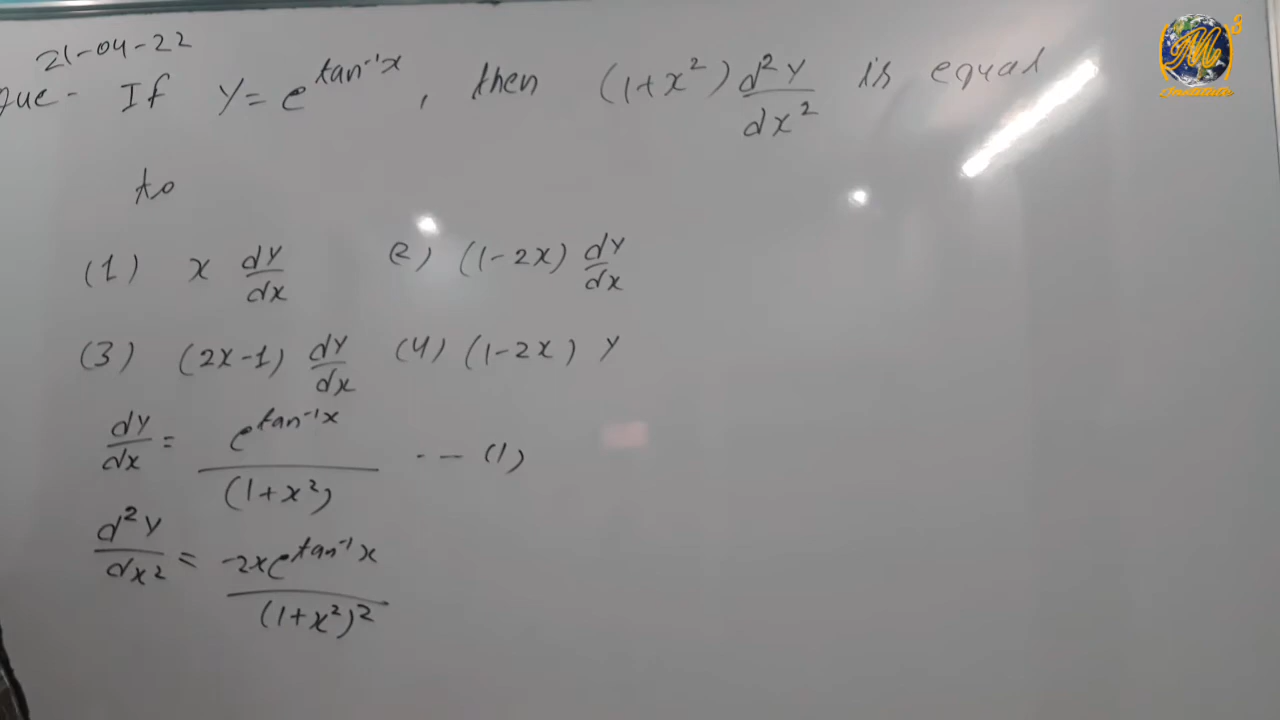 21-04-22
que- If y = e^tan⁻¹x, then (1+x²) d²y/dx² is equal
to
(1) x dy/dx (2) (1-2x) dy/dx
(3) (2x-1) dy/dx (4) (1-2x) y
dy/dx = e^tan⁻¹x/(1+x²) .-- (1)
d²y/dx² = -2xe^tan⁻¹x/(1+x²)²
M³
Institute